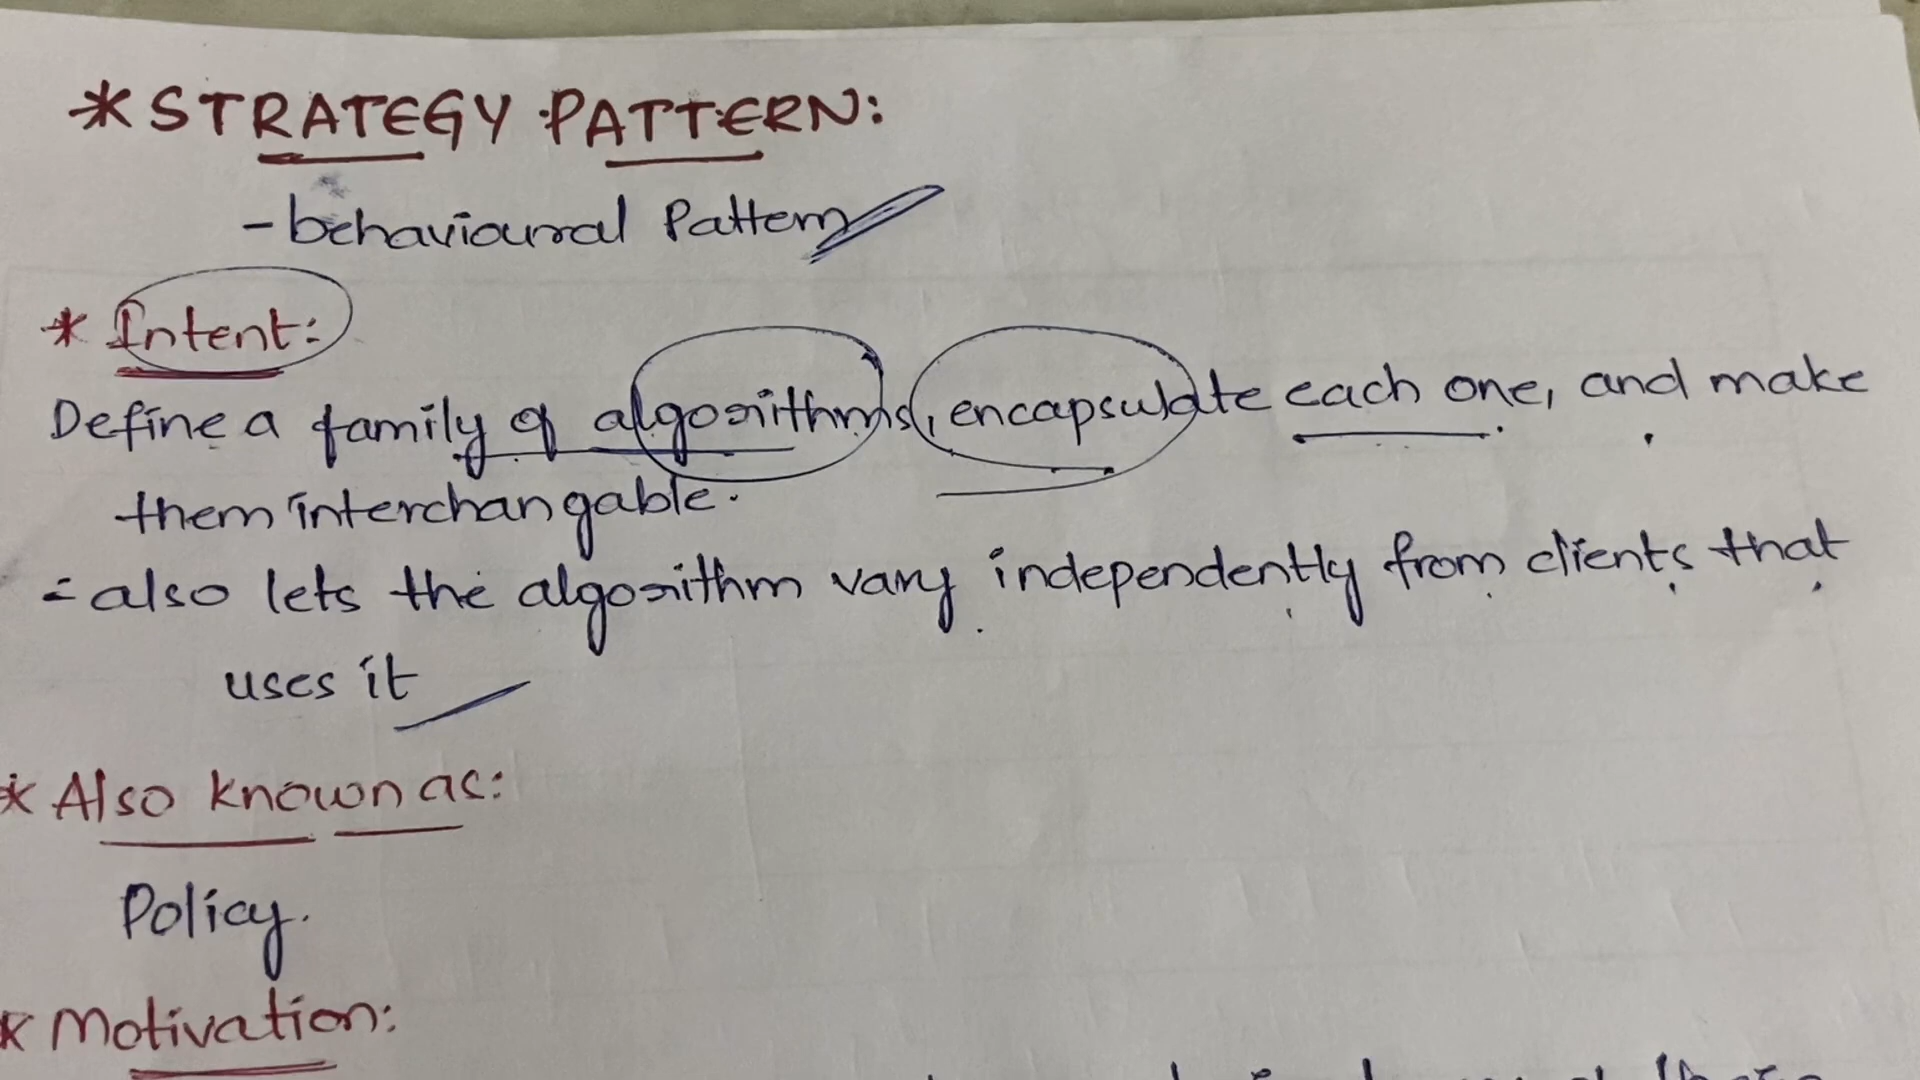 * STRATEGY PATTERN:
- behavioural Pattern
* Intent:
Define a family of algorithms, encapsulate each one, and make
them interchangable.
- also lets the algorithm vary independently from clients that
uses it
* Also known as:
Policy.
* Motivation: